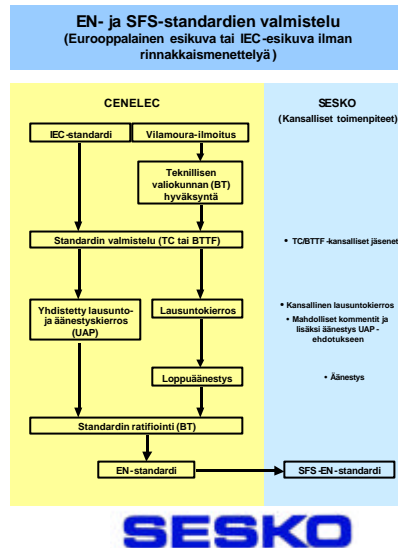 EN- ja SFS-standardien valmistelu
(Eurooppalainen esikuva tai IEC-esikuva ilman
rinnakkaismenettelyä)
CENELEC
SESKO
(Kansalliset toimenpiteet)
IEC-standardi
Vilamoura-ilmoitus
Teknillisen
valiokunnan (BT)
hyväksyntä
Standardin valmistelu (TC tai BTTF)
• TC/BTTF-kansalliset jäsenet
Yhdistetty lausunto-
ja äänestyskierros
(UAP)
Lausuntokierros
• Kansallinen lausuntokierros
• Mahdolliset kommentit ja
lisäksi äänestys UAP-
ehdotukseen
Loppuäänestys
• Äänestys
Standardin ratifiointi (BT)
EN-standardi
SFS-EN-standardi
SESKO